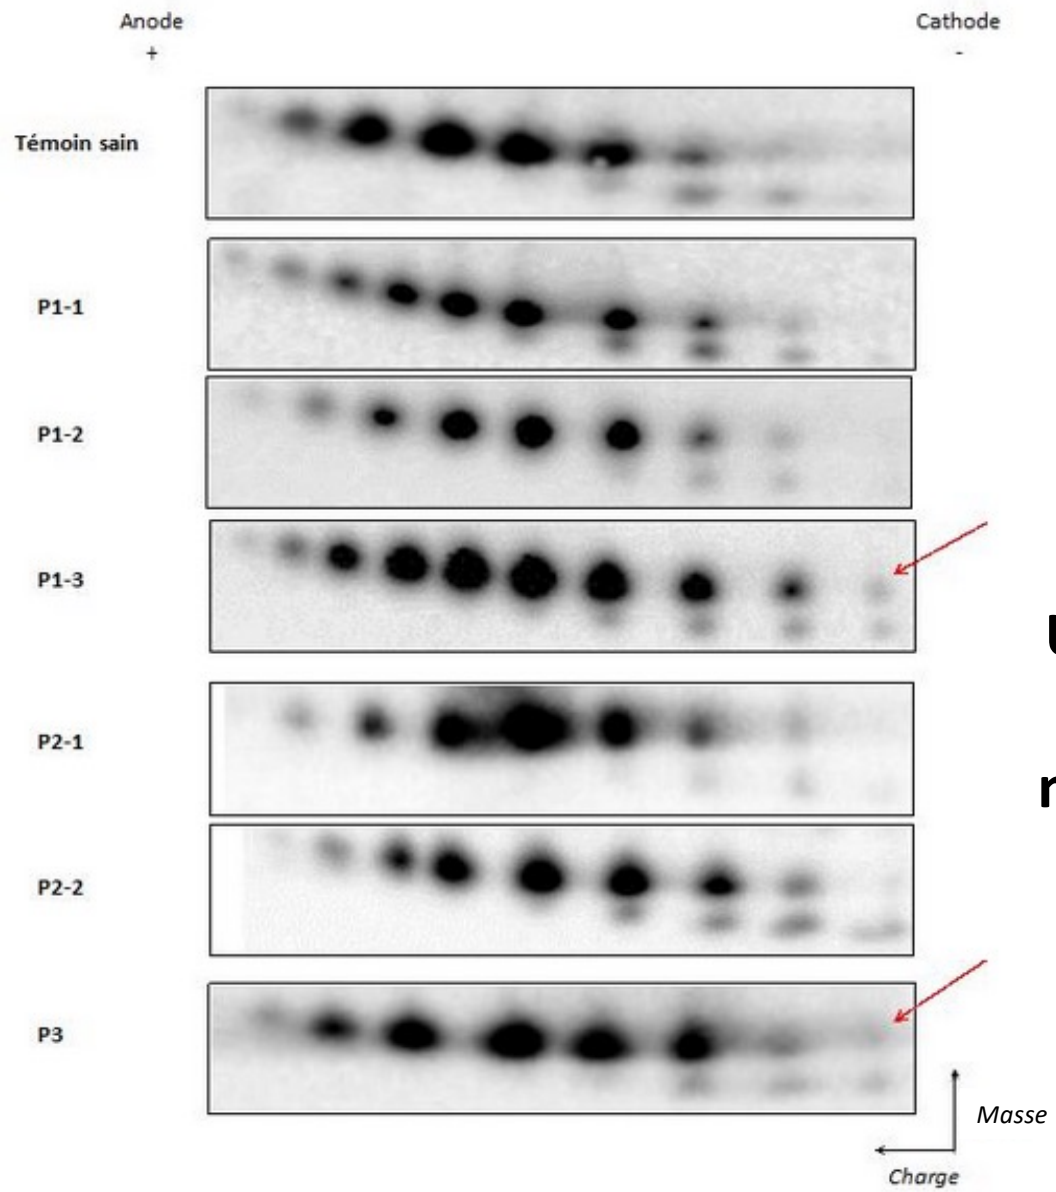 Anode
Cathode
+
-
Témoin sain
P1-1
P1-2
P1-3
P2-1
P2-2
P3
Masse
Charge